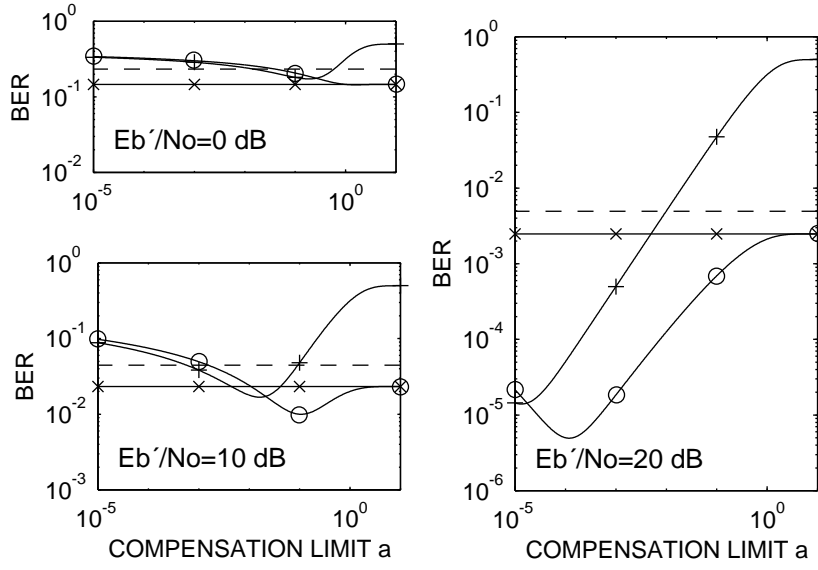 10^0
10^-1
10^-2
BER
Eb´/No=0 dB
10^-5
10^0
10^0
10^-1
10^-2
10^-3
BER
Eb´/No=10 dB
10^-5
10^0
COMPENSATION LIMIT a
10^0
10^-1
10^-2
10^-3
10^-4
10^-5
10^-6
BER
Eb´/No=20 dB
10^-5
10^0
COMPENSATION LIMIT a